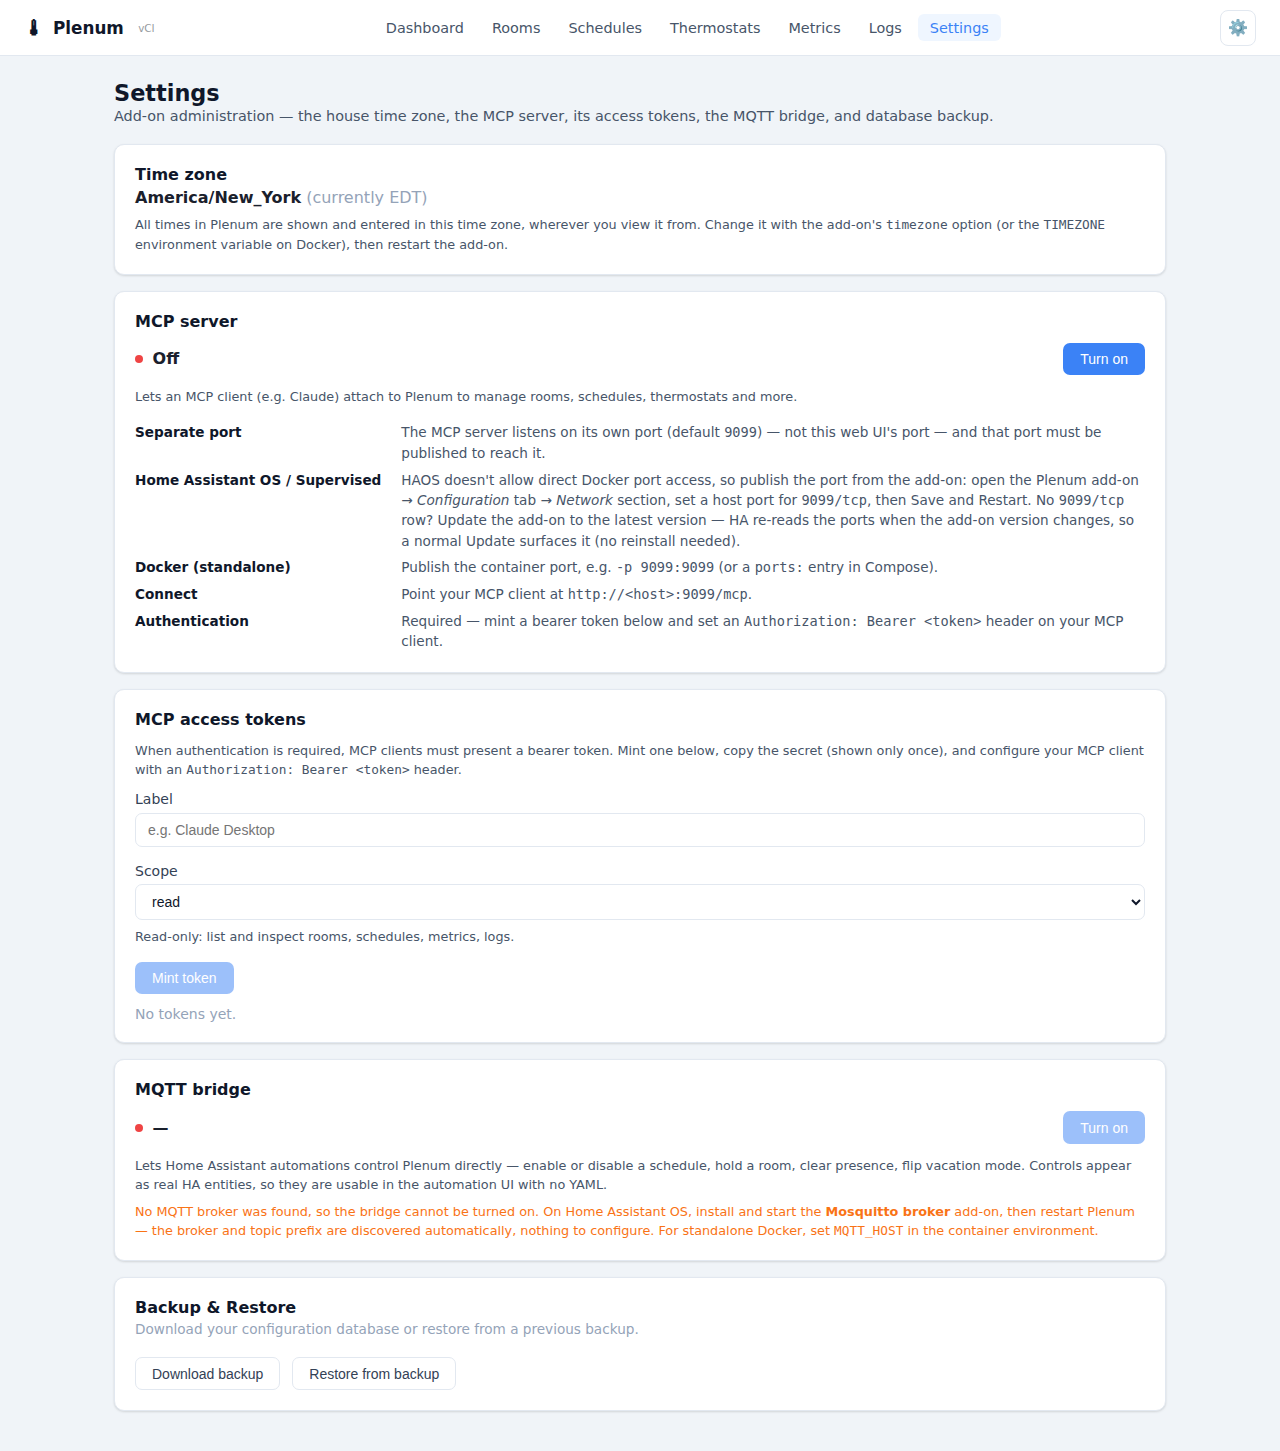 Plenum vCI Dashboard Rooms Schedules Thermostats Metrics Logs Settings
Settings
Add-on administration — the house time zone, the MCP server, its access tokens, the MQTT bridge, and database backup.
Time zone
America/New_York (currently EDT)
All times in Plenum are shown and entered in this time zone, wherever you view it from. Change it with the add-on's timezone option (or the TIMEZONE
environment variable on Docker), then restart the add-on.
MCP server
Off
Turn on
Lets an MCP client (e.g. Claude) attach to Plenum to manage rooms, schedules, thermostats and more.
Separate port
The MCP server listens on its own port (default 9099) — not this web UI's port — and that port must be
published to reach it.
Home Assistant OS / Supervised
HAOS doesn't allow direct Docker port access, so publish the port from the add-on: open the Plenum add-on
→ Configuration tab → Network section, set a host port for 9099/tcp, then Save and Restart. No 9099/tcp
row? Update the add-on to the latest version — HA re-reads the ports when the add-on version changes, so
a normal Update surfaces it (no reinstall needed).
Docker (standalone)
Publish the container port, e.g. -p 9099:9099 (or a ports: entry in Compose).
Connect
Point your MCP client at http://<host>:9099/mcp.
Authentication
Required — mint a bearer token below and set an Authorization: Bearer <token> header on your MCP
client.
MCP access tokens
When authentication is required, MCP clients must present a bearer token. Mint one below, copy the secret (shown only once), and configure your MCP client
with an Authorization: Bearer <token> header.
Label
e.g. Claude Desktop
Scope
read
Read-only: list and inspect rooms, schedules, metrics, logs.
Mint token
No tokens yet.
MQTT bridge
—
Turn on
Lets Home Assistant automations control Plenum directly — enable or disable a schedule, hold a room, clear presence, flip vacation mode. Controls appear
as real HA entities, so they are usable in the automation UI with no YAML.
No MQTT broker was found, so the bridge cannot be turned on. On Home Assistant OS, install and start the Mosquitto broker add-on, then restart Plenum
— the broker and topic prefix are discovered automatically, nothing to configure. For standalone Docker, set MQTT_HOST in the container environment.
Backup & Restore
Download your configuration database or restore from a previous backup.
Download backup
Restore from backup